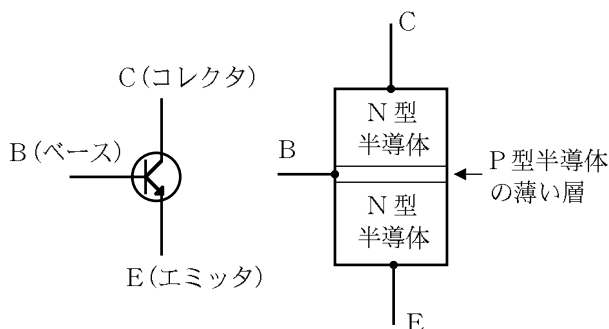 C(コレクタ)
B(ベース)
E(エミッタ)
C
N型
半導体
B
P型半導体
の薄い層
N型
半導体
E